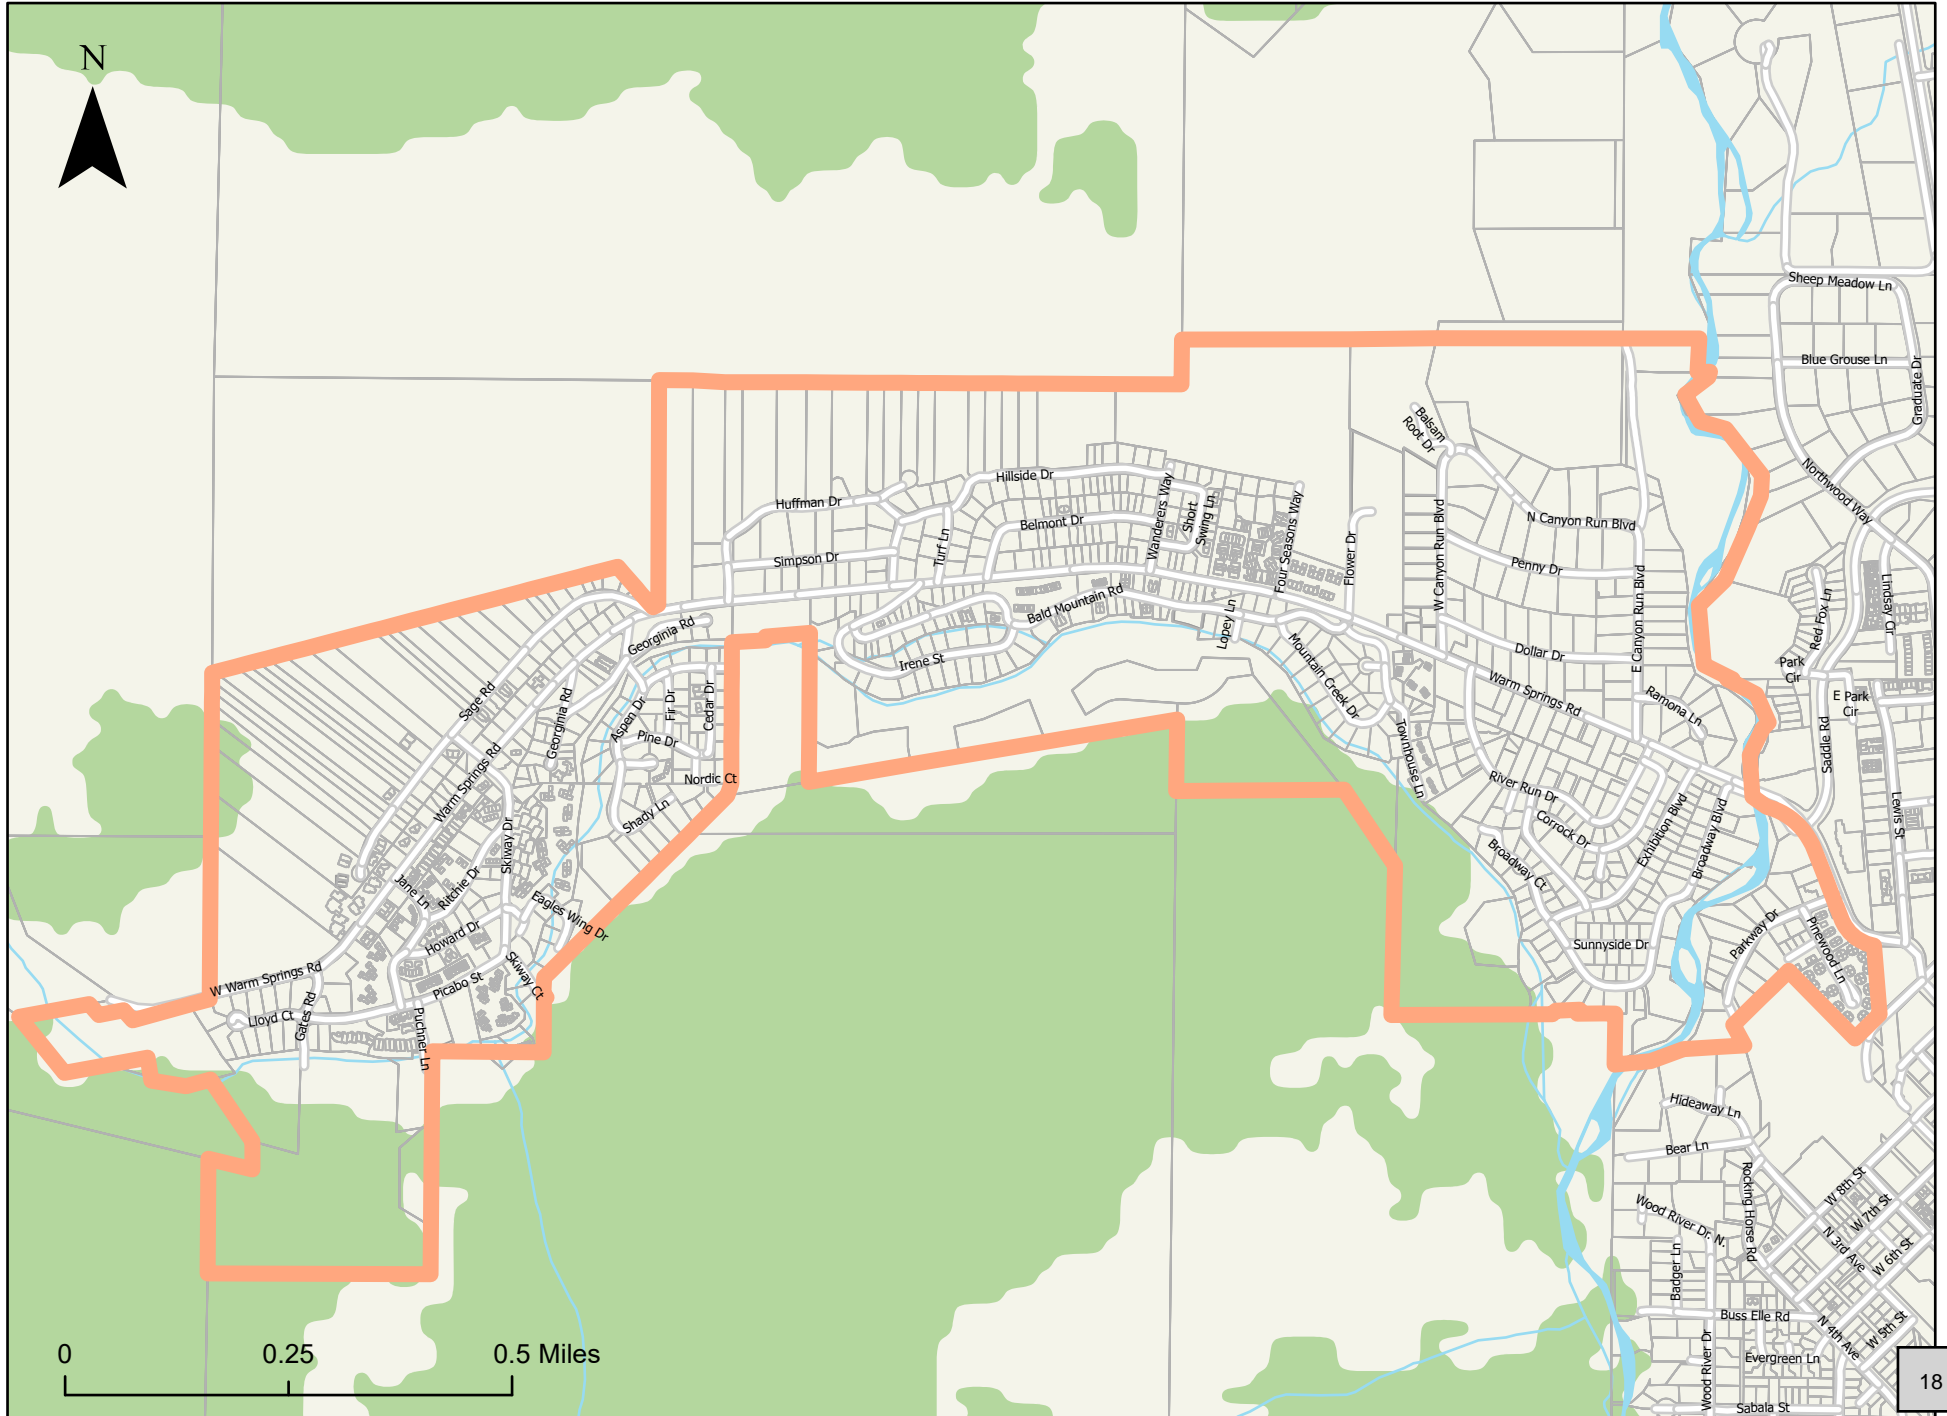 N
Sheep Meadow Ln
Blue Grouse Ln
Graduate Dr
Northwood Way
Balsam
Root Dr
Hillside Dr
Huffman Dr
Wanderers Way
Short
Swing Ln
Four Seasons Way
Belmont Dr
Turf Ln
Simpson Dr
Flower Dr
W Canyon Run Blvd
N Canyon Run Blvd
Penny Dr
E Canyon Run Blvd
Lindsay Cir
Red Fox Ln
Bald Mountain Rd
Lopey Ln
Georginia Rd
Irene St
Dollar Dr
Park
Cir
E Park
Cir
Mountain Creek Dr
Warm Springs Rd
Ramona Ln
Sage Rd
Georginia Rd
Aspen Dr
Fir Dr
Cedar Dr
Pine Dr
Nordic Ct
Townhouse Ln
Saddle Rd
Warm Springs Rd
River Run Dr
Lewis St
Shady Ln
Corrock Dr
Exhibition Blvd
Broadway Blvd
Skiway Dr
Broadway Ct
Jane Ln
Ritchie Dr
Eagles Wing Dr
Howard Dr
Sunnyside Dr
Parkway Dr
Pinewood Ln
W Warm Springs Rd
Skiway Ct
Picabo St
Lloyd Ct
Gates Rd
Puchner Ln
Hideaway Ln
Bear Ln
Rocking Horse Rd
W 8th St
W 7th St
Wood River Dr. N.
N 3rd Ave
W 6th St
Badger Ln
Buss Elle Rd
N 4th Ave
W 5th St
Evergreen Ln
Wood River Dr
Sabala St
0 0.25 0.5 Miles
18